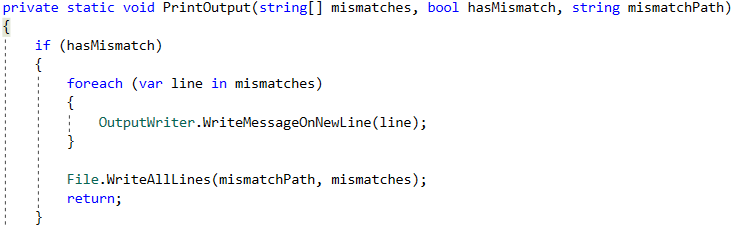 private static void PrintOutput(string[] mismatches, bool hasMismatch, string mismatchPath)
{
    if (hasMismatch)
    {
        foreach (var line in mismatches)
        {
            OutputWriter.WriteMessageOnNewLine(line);
        }

        File.WriteAllLines(mismatchPath, mismatches);
        return;
    }